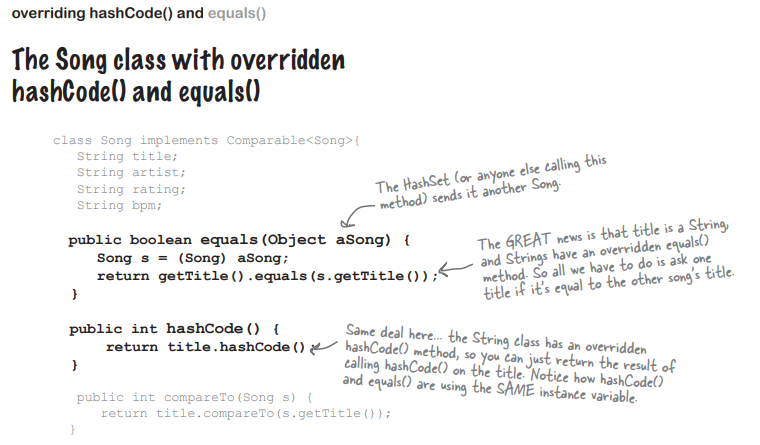 overriding hashCode() and equals()
The Song class with overridden
hashCode() and equals()
class Song implements Comparable<Song>{
String title;
String artist;
String rating;
String bpm;
The HashSet (or anyone else calling this
method) sends it another Song.
public boolean equals(Object aSong) {
Song s = (Song) aSong;
return getTitle().equals(s.getTitle());
}
The GREAT news is that title is a String,
and Strings have an overridden equals()
method. So all we have to do is ask one
title if it's equal to the other song's title.
public int hashCode() {
return title.hashCode();
}
Same deal here... the String class has an overridden
hashCode() method, so you can just return the result of
calling hashCode() on the title. Notice how hashCode()
and equals() are using the SAME instance variable.
public int compareTo(Song s) {
return title.compareTo(s.getTitle());
}